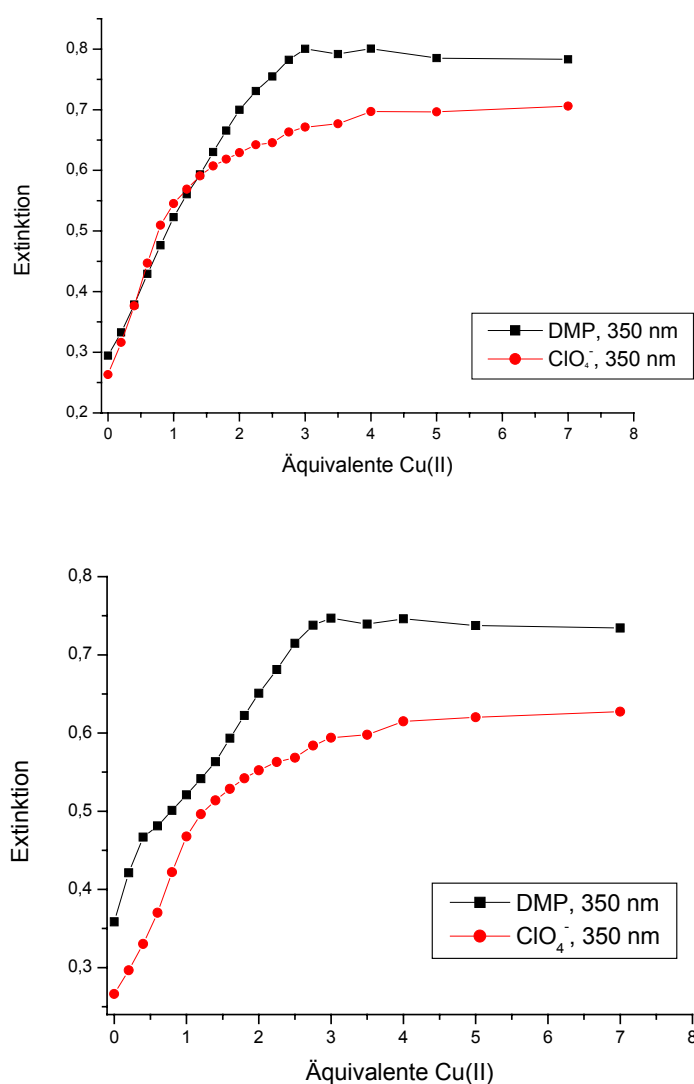 0,8
0,7
0,6
0,5
0,4
0,3
0,2
Extinktion
DMP, 350 nm
ClO₄⁻, 350 nm
0 1 2 3 4 5 6 7 8
Äquivalente Cu(II)
0,8
0,7
0,6
0,5
0,4
0,3
Extinktion
DMP, 350 nm
ClO₄⁻, 350 nm
0 1 2 3 4 5 6 7 8
Äquivalente Cu(II)